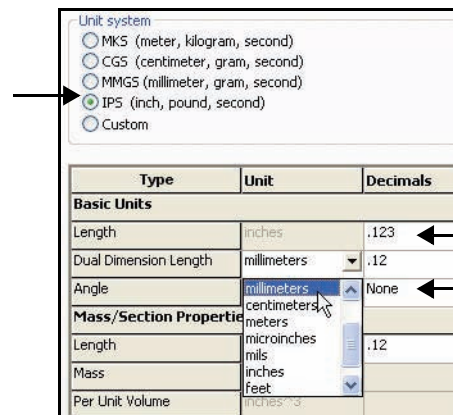 Unit system
MKS (meter, kilogram, second)
CGS (centimeter, gram, second)
MMGS (millimeter, gram, second)
IPS (inch, pound, second)
Custom
Type Unit Decimals
Basic Units
Length inches .123
Dual Dimension Length millimeters .12
Angle millimeters None
centimeters
Mass/Section Propertie meters
microinches
Length mils .12
inches
Mass feet
Per Unit Volume inches^3